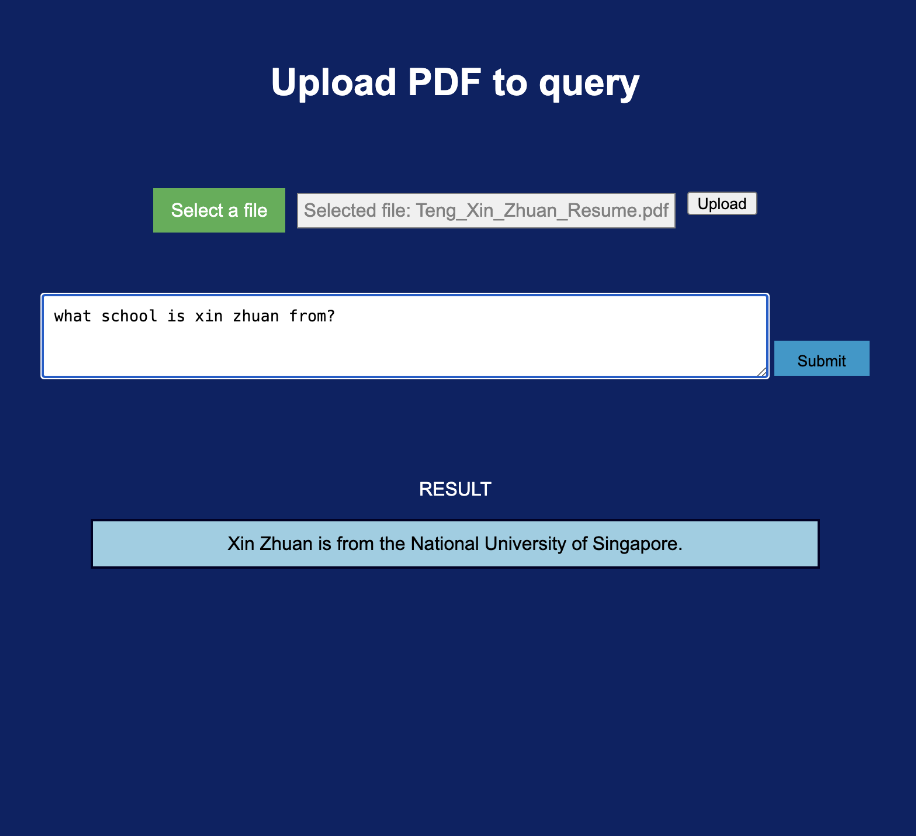 Upload PDF to query
Select a file Selected file: Teng_Xin_Zhuan_Resume.pdf Upload
what school is xin zhuan from?
Submit
RESULT
Xin Zhuan is from the National University of Singapore.